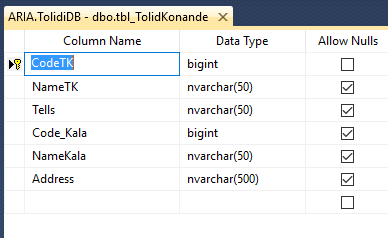 ARIA.TolidiDB - dbo.tbl_TolidKonande
Column Name Data Type Allow Nulls
CodeTK bigint
NameTK nvarchar(50)
Tells nvarchar(50)
Code_Kala bigint
NameKala nvarchar(50)
Address nvarchar(500)